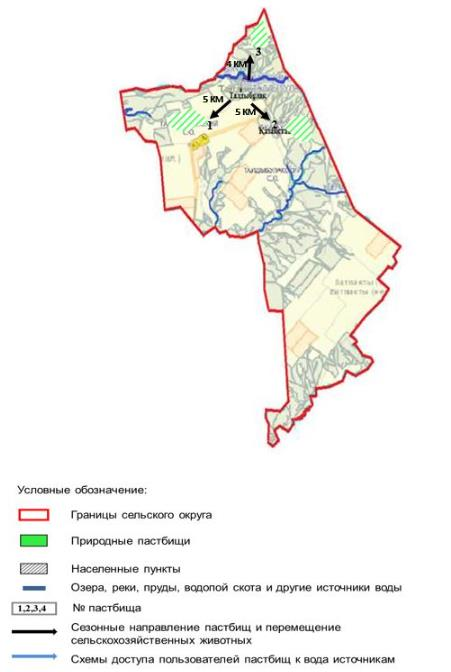 3
4 КМ
5 КМ
5 КМ
1
2
С.О.
ТАЛДЫБУЛАКСКИЙ
С.О.
Условные обозначение:
Границы сельского округа
Природные пастбищи
Населенные пункты
Озера, реки, пруды, водопой скота и другие источники воды
1,2,3,4 № пастбища
Сезонные направление пастбищ и перемещение
сельскохозяйственных животных
Схемы доступа пользователей пастбищ к вода источникам